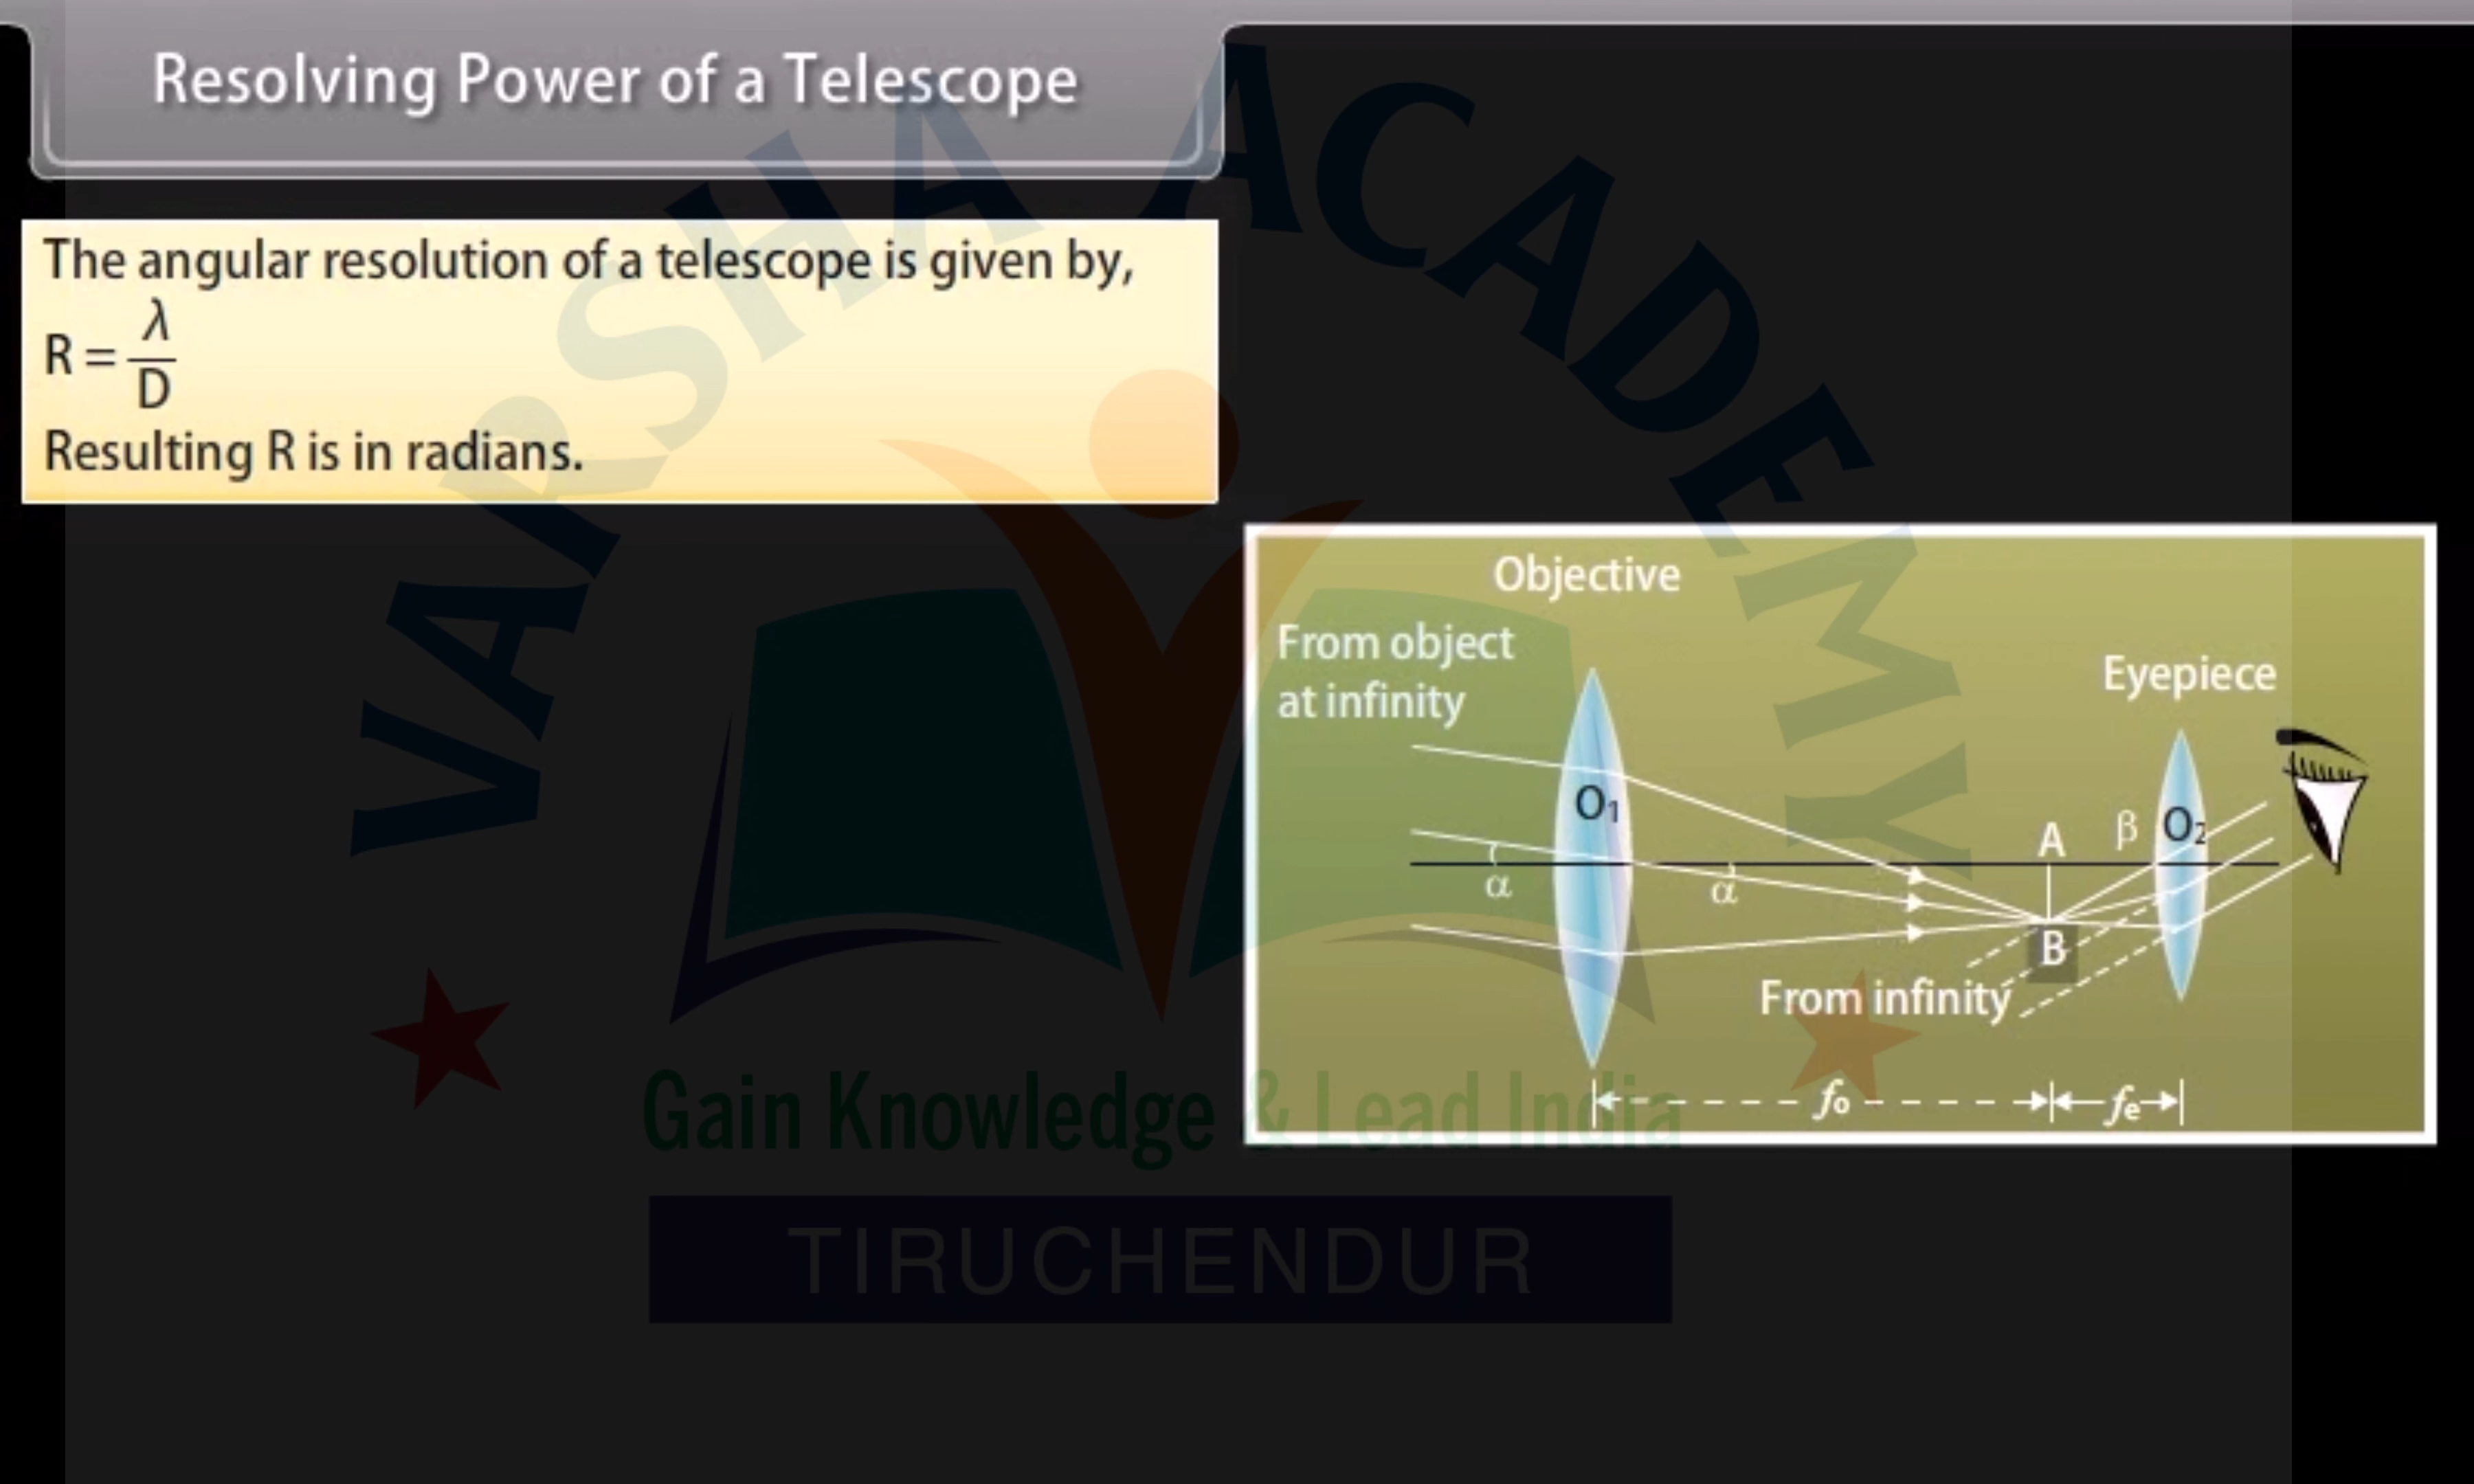 Resolving Power of a Telescope
The angular resolution of a telescope is given by,
R = λ/D
Resulting R is in radians.
VARSHA ACADEMY
Objective
From object
at infinity
Eyepiece
O₁
A
β
O₂
α
α
B
From infinity
fo
fe
Gain Knowledge & Lead India
TIRUCHENDUR